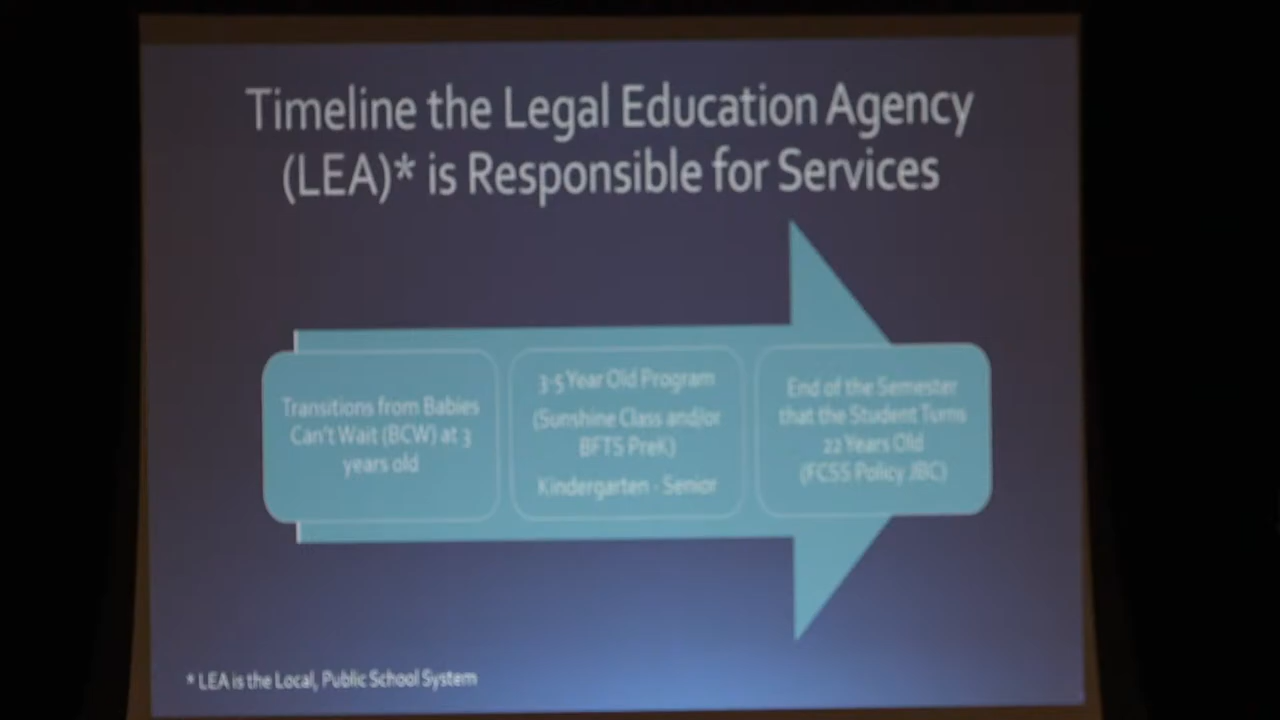 Timeline the Legal Education Agency
(LEA)* is Responsible for Services
Transitions from Babies
Can't Wait (BCW) at 3
years old
3-5 Year Old Program
(Sunshine Class and/or
BFTS PreK)
Kindergarten - Senior
End of the Semester
that the Student Turns
22 Years Old
(FCSS Policy JBC)
* LEA is the Local, Public School System